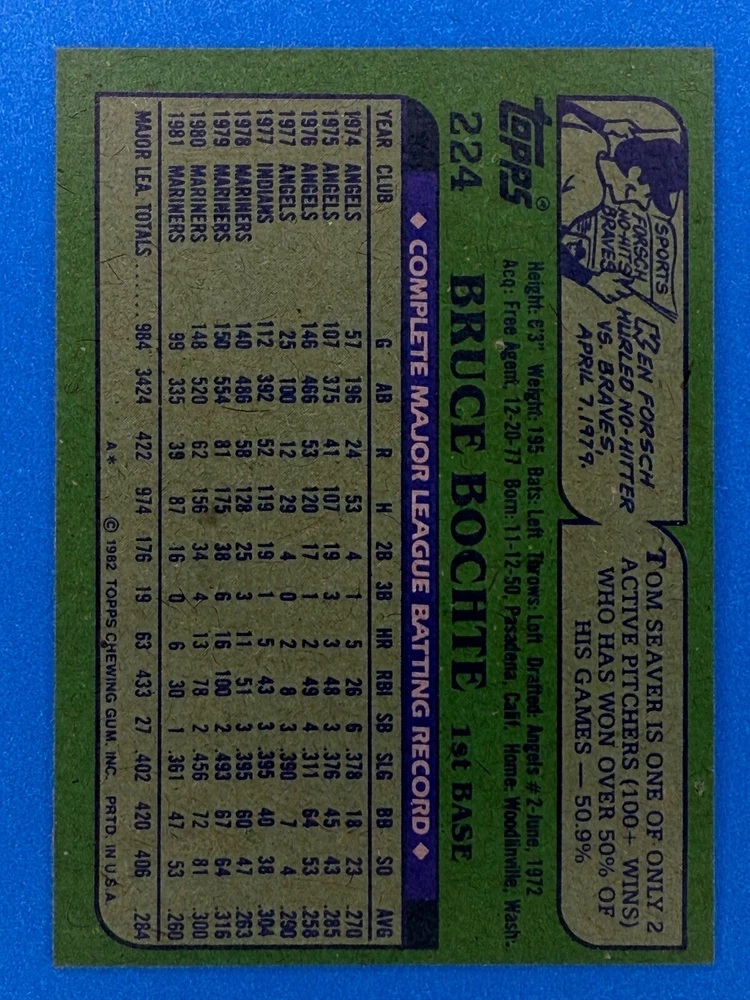 SPORTS
FORSCH
NO-HITS
BRAVES
KEN FORSCH
HURLED NO-HITTER
VS. BRAVES,
APRIL 7, 1979.
TOM SEAVER IS ONE OF ONLY 2
ACTIVE PITCHERS (100+ WINS)
WHO HAS WON OVER 50% OF
HIS GAMES — 50.9%
topps®
Height: 6'3" Weight: 195 Bats: Left Throws: Left Drafted: Angels #2-June, 1972
Acq: Free Agent, 12-20-77 Born: 11-12-50, Pasadena, Calif. Home: Woodinville, Wash.
224 BRUCE BOCHTE 1st BASE
♦ COMPLETE MAJOR LEAGUE BATTING RECORD ♦
YEAR CLUB G AB R H 2B 3B HR RBI SB SLG BB SO AVG
1974 ANGELS 57 196 24 53 4 1 5 26 6 .378 18 23 .270
1975 ANGELS 107 375 41 107 19 3 3 48 3 .376 45 43 .285
1976 ANGELS 146 466 53 120 17 1 2 49 4 .311 64 53 .258
1977 ANGELS 25 100 12 29 4 0 2 8 3 .390 7 4 .290
1977 INDIANS 112 392 52 119 19 1 5 43 3 .395 40 38 .304
1978 MARINERS 140 486 58 128 25 3 11 51 3 .395 60 47 .263
1979 MARINERS 150 554 81 175 38 6 16 100 2 .493 67 64 .316
1980 MARINERS 148 520 62 156 34 4 13 78 2 .456 72 81 .300
1981 MARINERS 99 335 39 87 16 0 6 30 1 .361 47 53 .260
MAJOR LEA. TOTALS ...... 984 3424 422 974 176 19 63 433 27 .402 420 406 .284
A* © 1982 TOPPS CHEWING GUM, INC. PRTD. IN U.S.A.